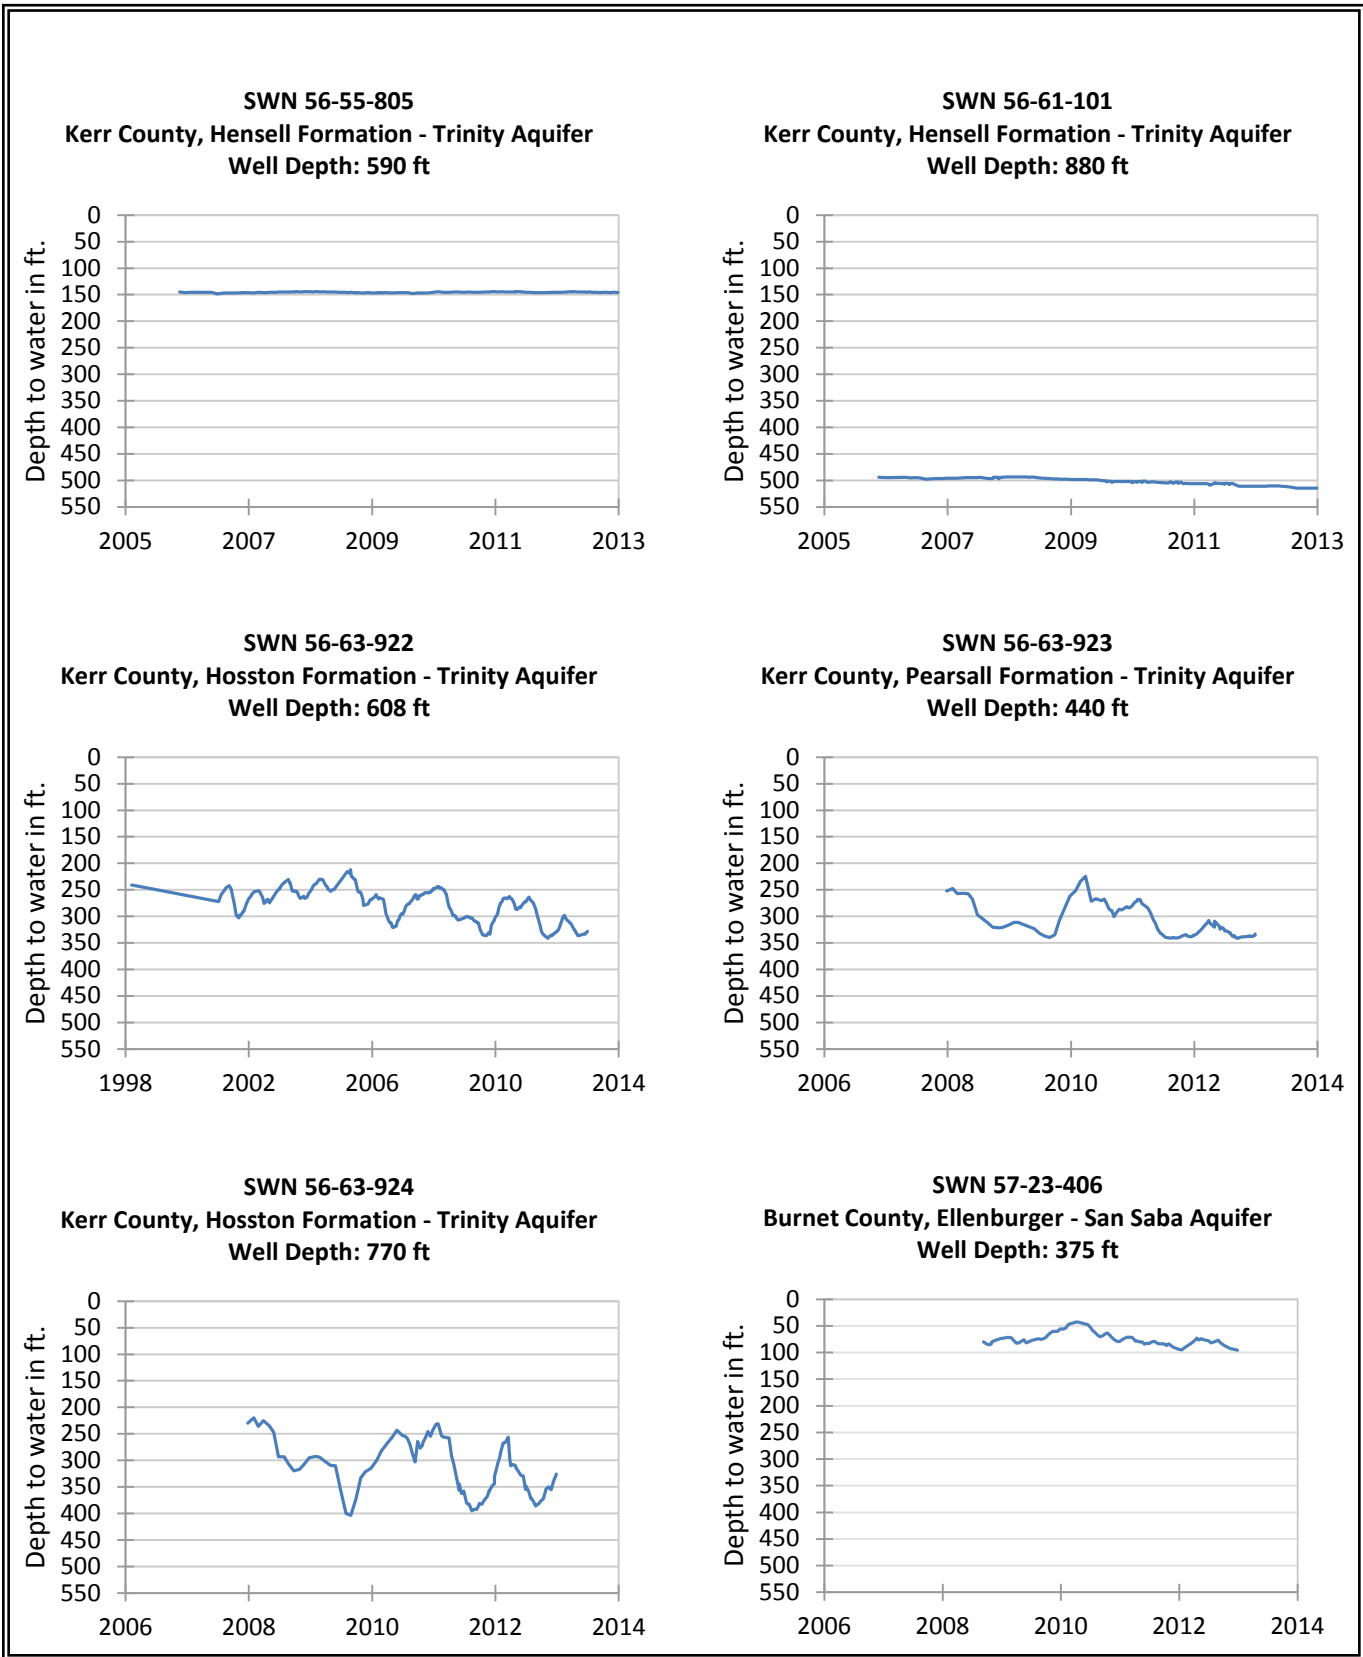 SWN 56-55-805
Kerr County, Hensell Formation - Trinity Aquifer
Well Depth: 590 ft
Depth to water in ft.
0
50
100
150
200
250
300
350
400
450
500
550
2005 2007 2009 2011 2013
SWN 56-61-101
Kerr County, Hensell Formation - Trinity Aquifer
Well Depth: 880 ft
Depth to water in ft.
0
50
100
150
200
250
300
350
400
450
500
550
2005 2007 2009 2011 2013
SWN 56-63-922
Kerr County, Hosston Formation - Trinity Aquifer
Well Depth: 608 ft
Depth to water in ft.
0
50
100
150
200
250
300
350
400
450
500
550
1998 2002 2006 2010 2014
SWN 56-63-923
Kerr County, Pearsall Formation - Trinity Aquifer
Well Depth: 440 ft
Depth to water in ft.
0
50
100
150
200
250
300
350
400
450
500
550
2006 2008 2010 2012 2014
SWN 56-63-924
Kerr County, Hosston Formation - Trinity Aquifer
Well Depth: 770 ft
Depth to water in ft.
0
50
100
150
200
250
300
350
400
450
500
550
2006 2008 2010 2012 2014
SWN 57-23-406
Burnet County, Ellenburger - San Saba Aquifer
Well Depth: 375 ft
Depth to water in ft.
0
50
100
150
200
250
300
350
400
450
500
550
2006 2008 2010 2012 2014